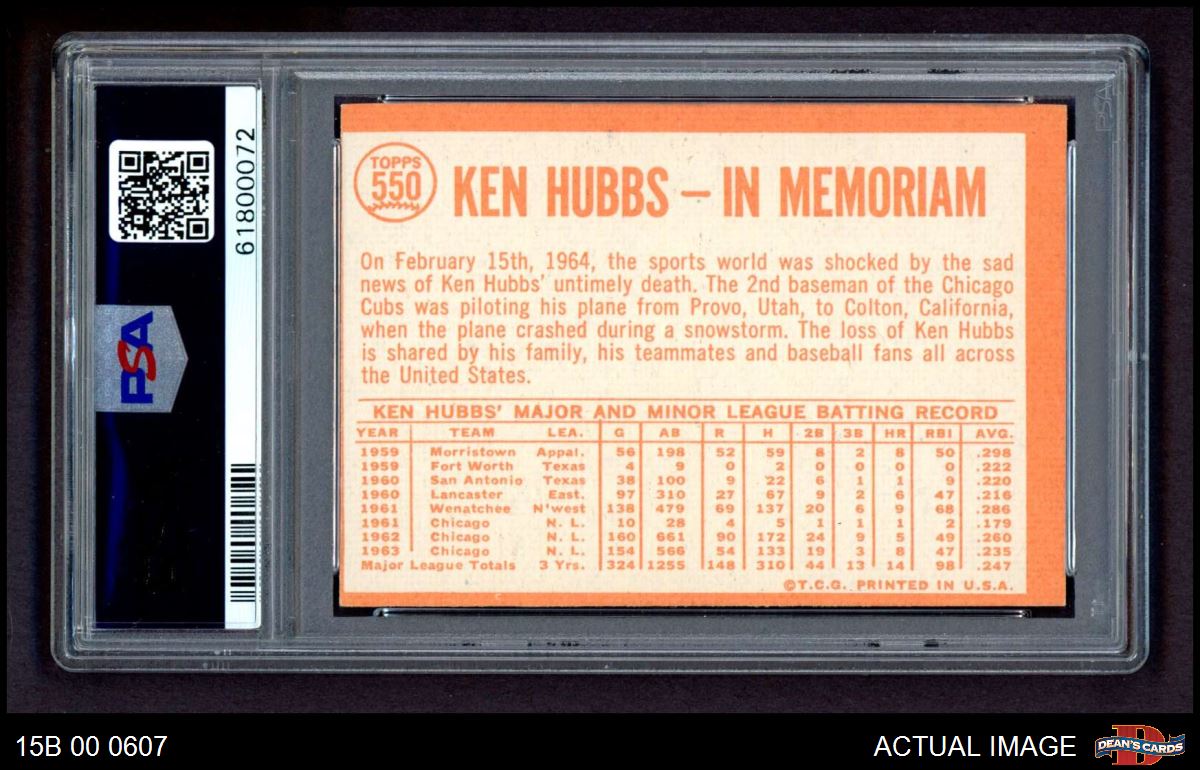 61800072
PSA
TOPPS
550
KEN HUBBS – IN MEMORIAM
On February 15th, 1964, the sports world was shocked by the sad
news of Ken Hubbs' untimely death. The 2nd baseman of the Chicago
Cubs was piloting his plane from Provo, Utah, to Colton, California,
when the plane crashed during a snowstorm. The loss of Ken Hubbs
is shared by his family, his teammates and baseball fans all across
the United States.
KEN HUBBS' MAJOR AND MINOR LEAGUE BATTING RECORD
YEAR TEAM LEA. G AB R H 2B 3B HR RBI AVG.
1959 Morristown Appal. 56 198 52 59 8 2 8 50 .298
1959 Fort Worth Texas 4 9 0 2 0 0 0 0 .222
1960 San Antonio Texas 38 100 9 22 6 1 1 9 .220
1960 Lancaster East. 97 310 27 67 9 2 6 47 .216
1961 Wenatchee N'west 138 479 69 137 20 6 9 68 .286
1961 Chicago N. L. 10 28 4 5 1 1 1 2 .179
1962 Chicago N. L. 160 661 90 172 24 9 5 49 .260
1963 Chicago N. L. 154 566 54 133 19 3 8 47 .235
Major League Totals 3 Yrs. 324 1255 148 310 44 13 14 98 .247
©T.C.G. PRINTED IN U.S.A.
PSA
15B 00 0607
ACTUAL IMAGE
DEAN'S CARDS